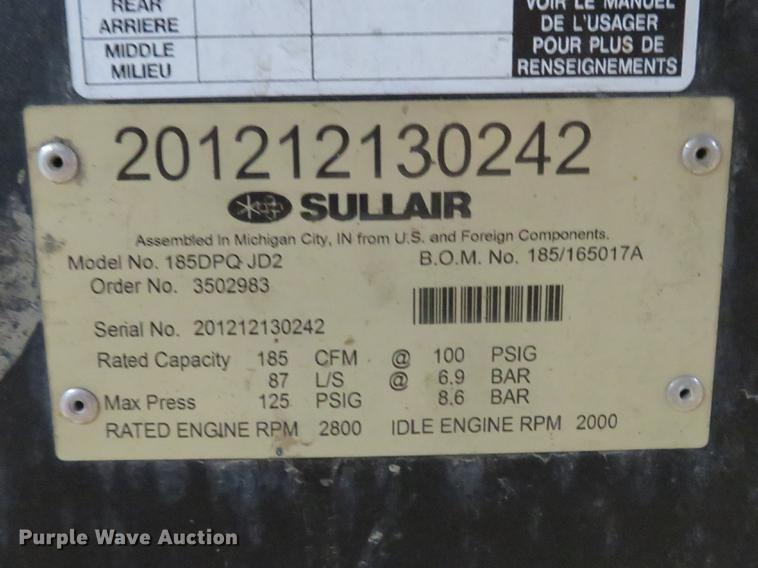 REAR
ARRIERE
MIDDLE
MILIEU
VOIR LE MANUEL
DE L'USAGER
POUR PLUS DE
RENSEIGNEMENTS
201212130242
SULLAIR
Assembled In Michigan City, IN from U.S. and Foreign Components.
Model No. 185DPQ JD2 B.O.M. No. 185/165017A
Order No. 3502983
Serial No. 201212130242
Rated Capacity 185 CFM @ 100 PSIG
87 L/S @ 6.9 BAR
Max Press 125 PSIG 8.6 BAR
RATED ENGINE RPM 2800 IDLE ENGINE RPM 2000
Purple Wave Auction